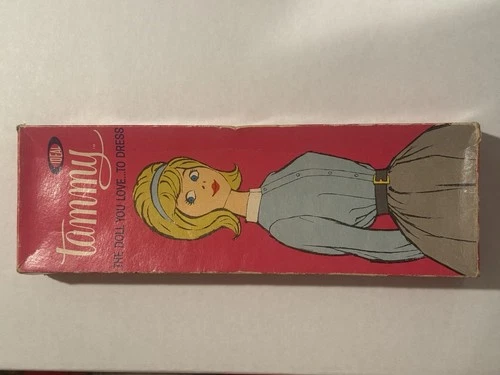 IDEAL
tammy
THE DOLL YOU LOVE TO DRESS